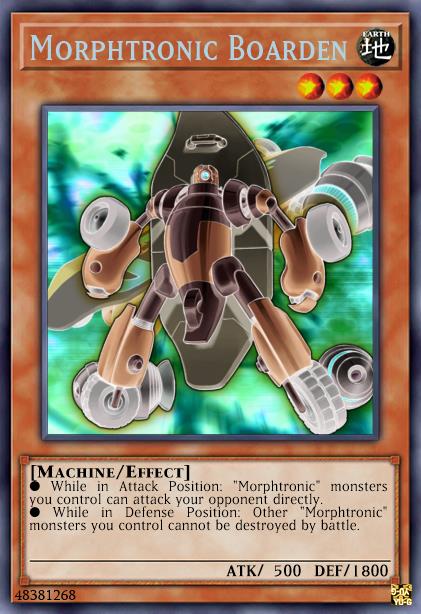 MORPHTRONIC BOARDEN
EARTH
地
[MACHINE/EFFECT]
● While in Attack Position: "Morphtronic" monsters
you control can attack your opponent directly.
● While in Defense Position: Other "Morphtronic"
monsters you control cannot be destroyed by battle.
ATK/ 500 DEF/1800
48381268